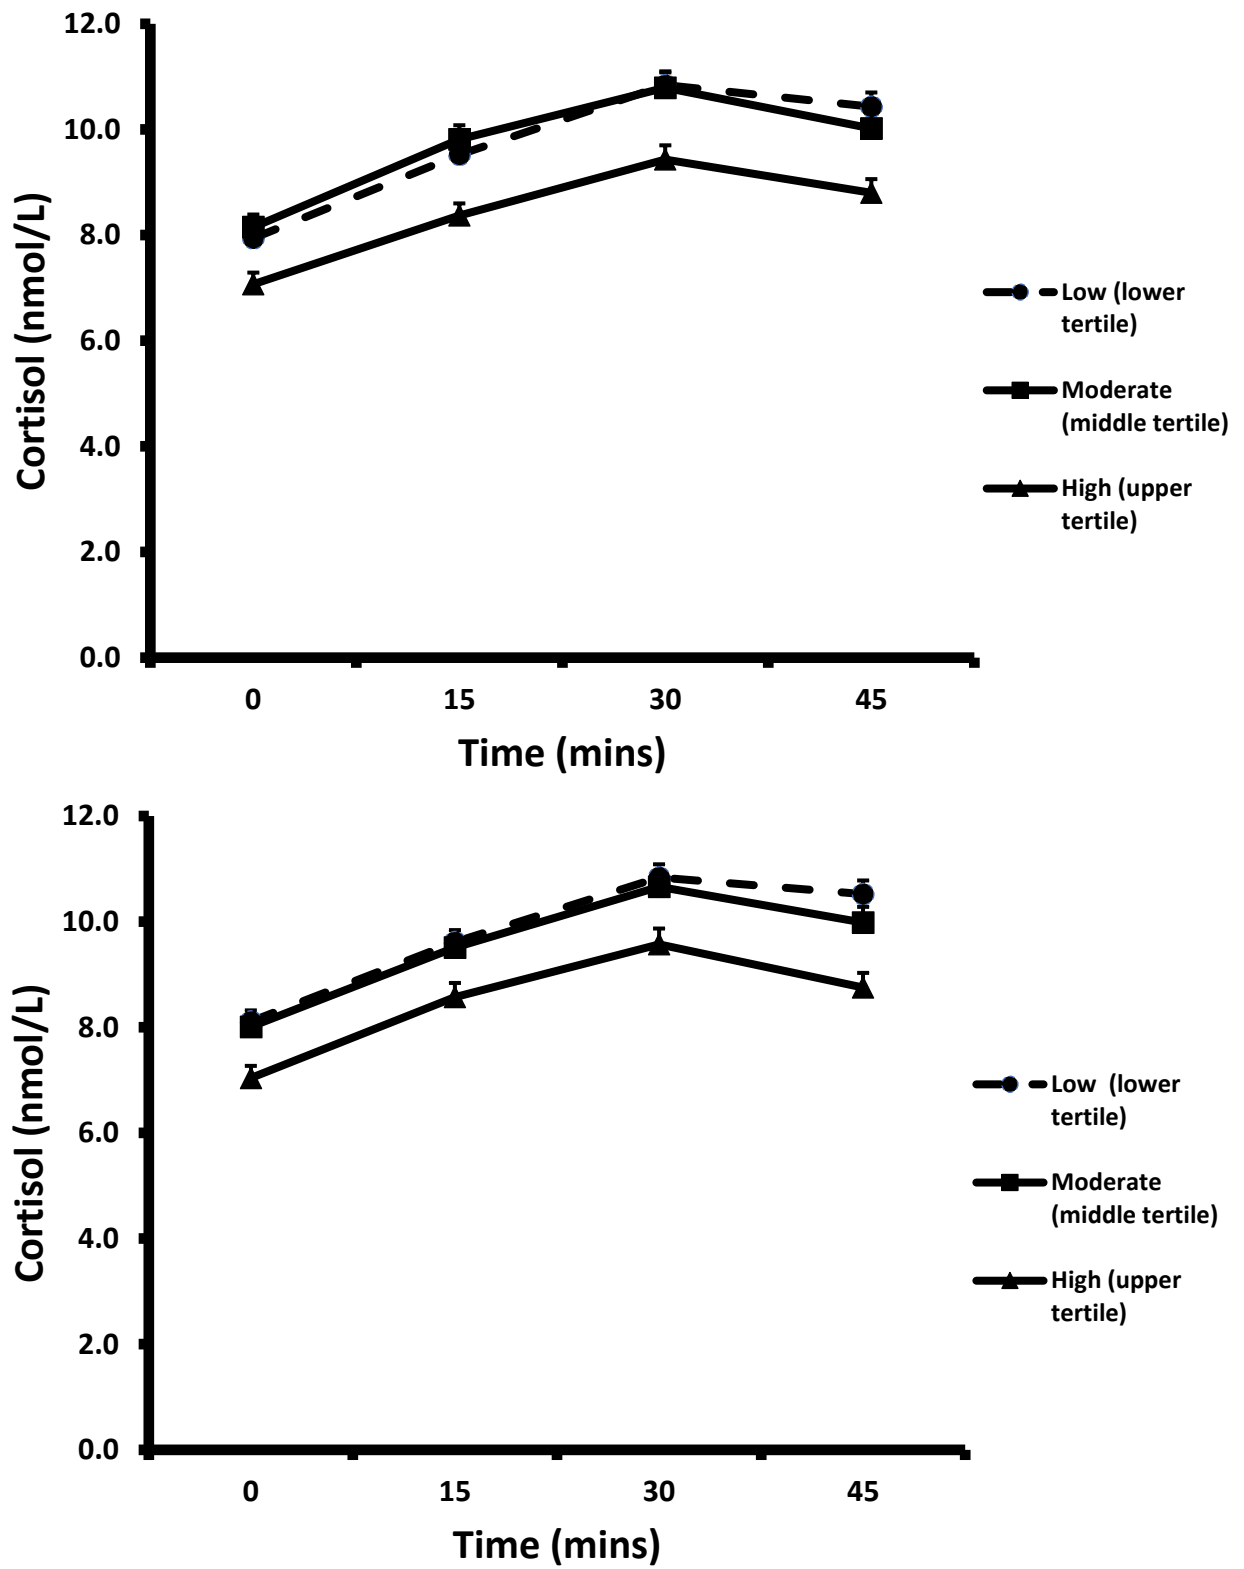 12.0
10.0
8.0
6.0
4.0
2.0
0.0
Cortisol (nmol/L)
0 15 30 45
Time (mins)
Low (lower
tertile)
Moderate
(middle tertile)
High (upper
tertile)
12.0
10.0
8.0
6.0
4.0
2.0
0.0
Cortisol (nmol/L)
0 15 30 45
Time (mins)
Low  (lower
tertile)
Moderate
(middle tertile)
High (upper
tertile)